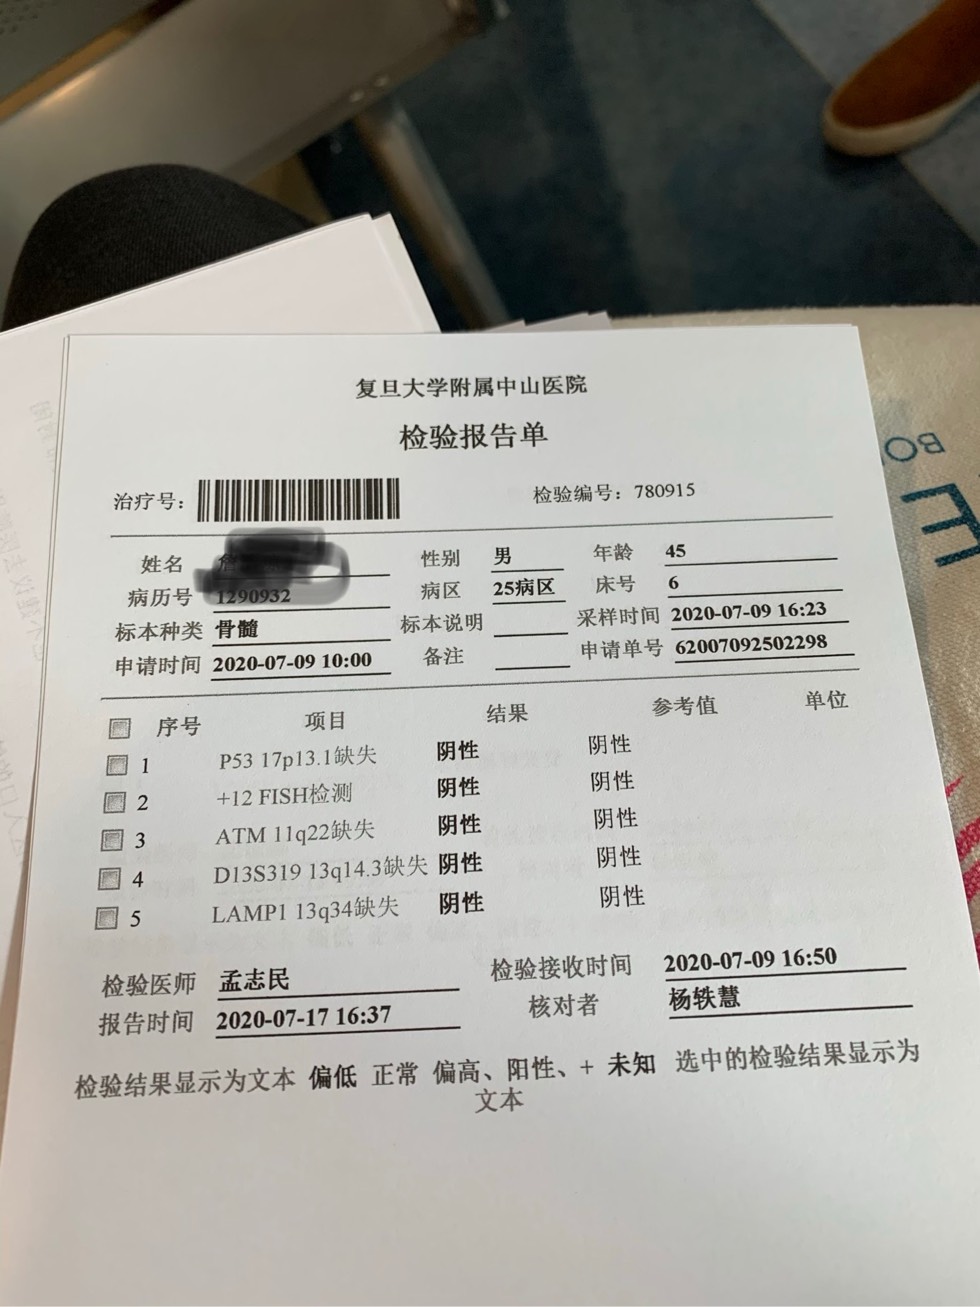 复旦大学附属中山医院
检验报告单
治疗号： 检验编号：780915
姓名 性别 男 年龄 45
病历号 1290932 病区 25病区 床号 6
标本种类 骨髓 标本说明 采样时间 2020-07-09 16:23
申请时间 2020-07-09 10:00 备注 申请单号 62007092502298
序号 项目 结果 参考值 单位
1 P53 17p13.1缺失 阴性 阴性
2 +12 FISH检测 阴性 阴性
3 ATM 11q22缺失 阴性 阴性
4 D13S319 13q14.3缺失 阴性 阴性
5 LAMP1 13q34缺失 阴性 阴性
检验医师 孟志民 检验接收时间 2020-07-09 16:50
报告时间 2020-07-17 16:37 核对者 杨轶慧
检验结果显示为文本 偏低 正常 偏高、阳性、+ 未知 选中的检验结果显示为
文本
BO
E